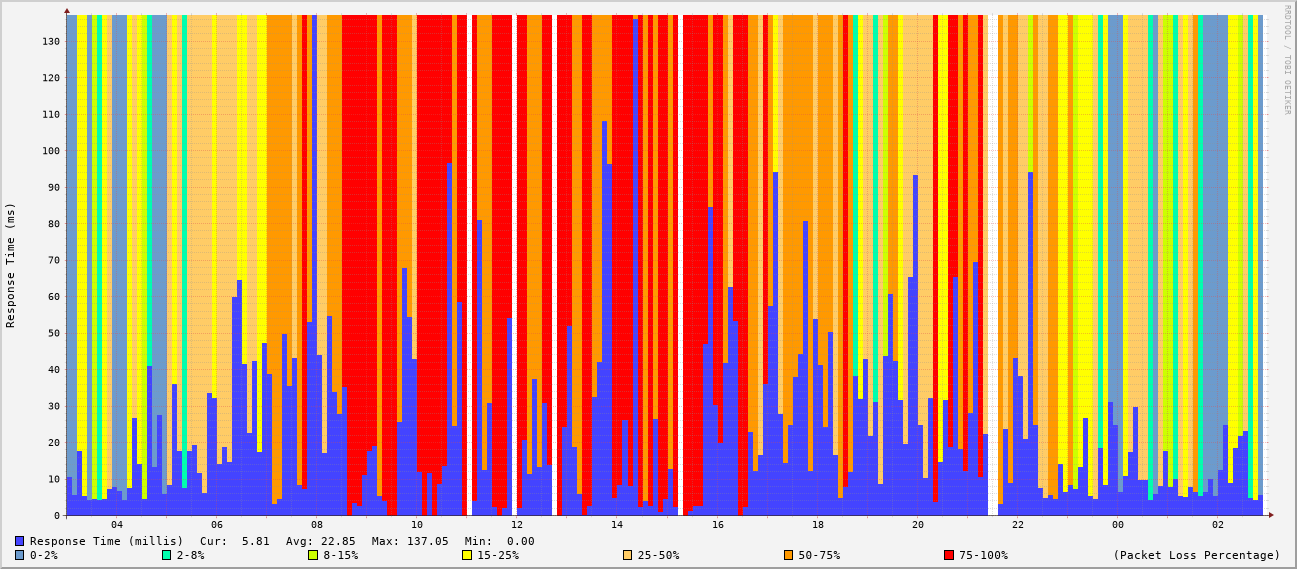 RRDTOOL / TOBI OETIKER
Response Time (ms)
130
120
110
100
90
80
70
60
50
40
30
20
10
0
04 06 08 10 12 14 16 18 20 22 00 02
Response Time (millis) Cur: 5.81 Avg: 22.85 Max: 137.05 Min: 0.00
0-2% 2-8% 8-15% 15-25% 25-50% 50-75% 75-100% (Packet Loss Percentage)